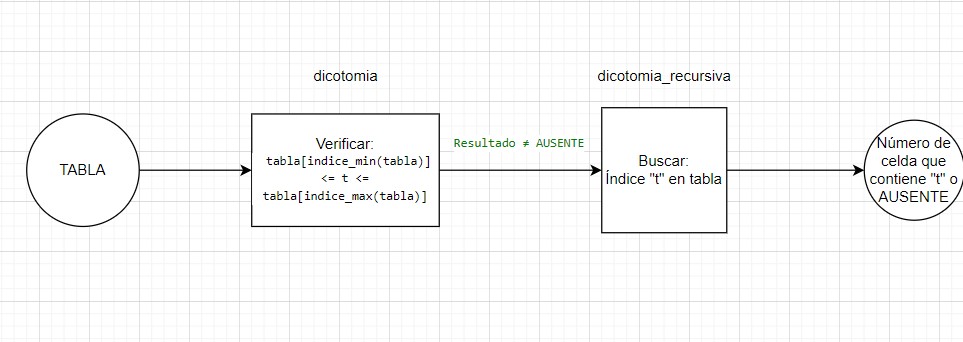 dicotomia
dicotomia_recursiva
TABLA
Verificar:
tabla[indice_min(tabla)]
<= t <=
tabla[indice_max(tabla)]
Resultado ≠ AUSENTE
Buscar:
Índice "t" en tabla
Número de
celda que
contiene "t" o
AUSENTE